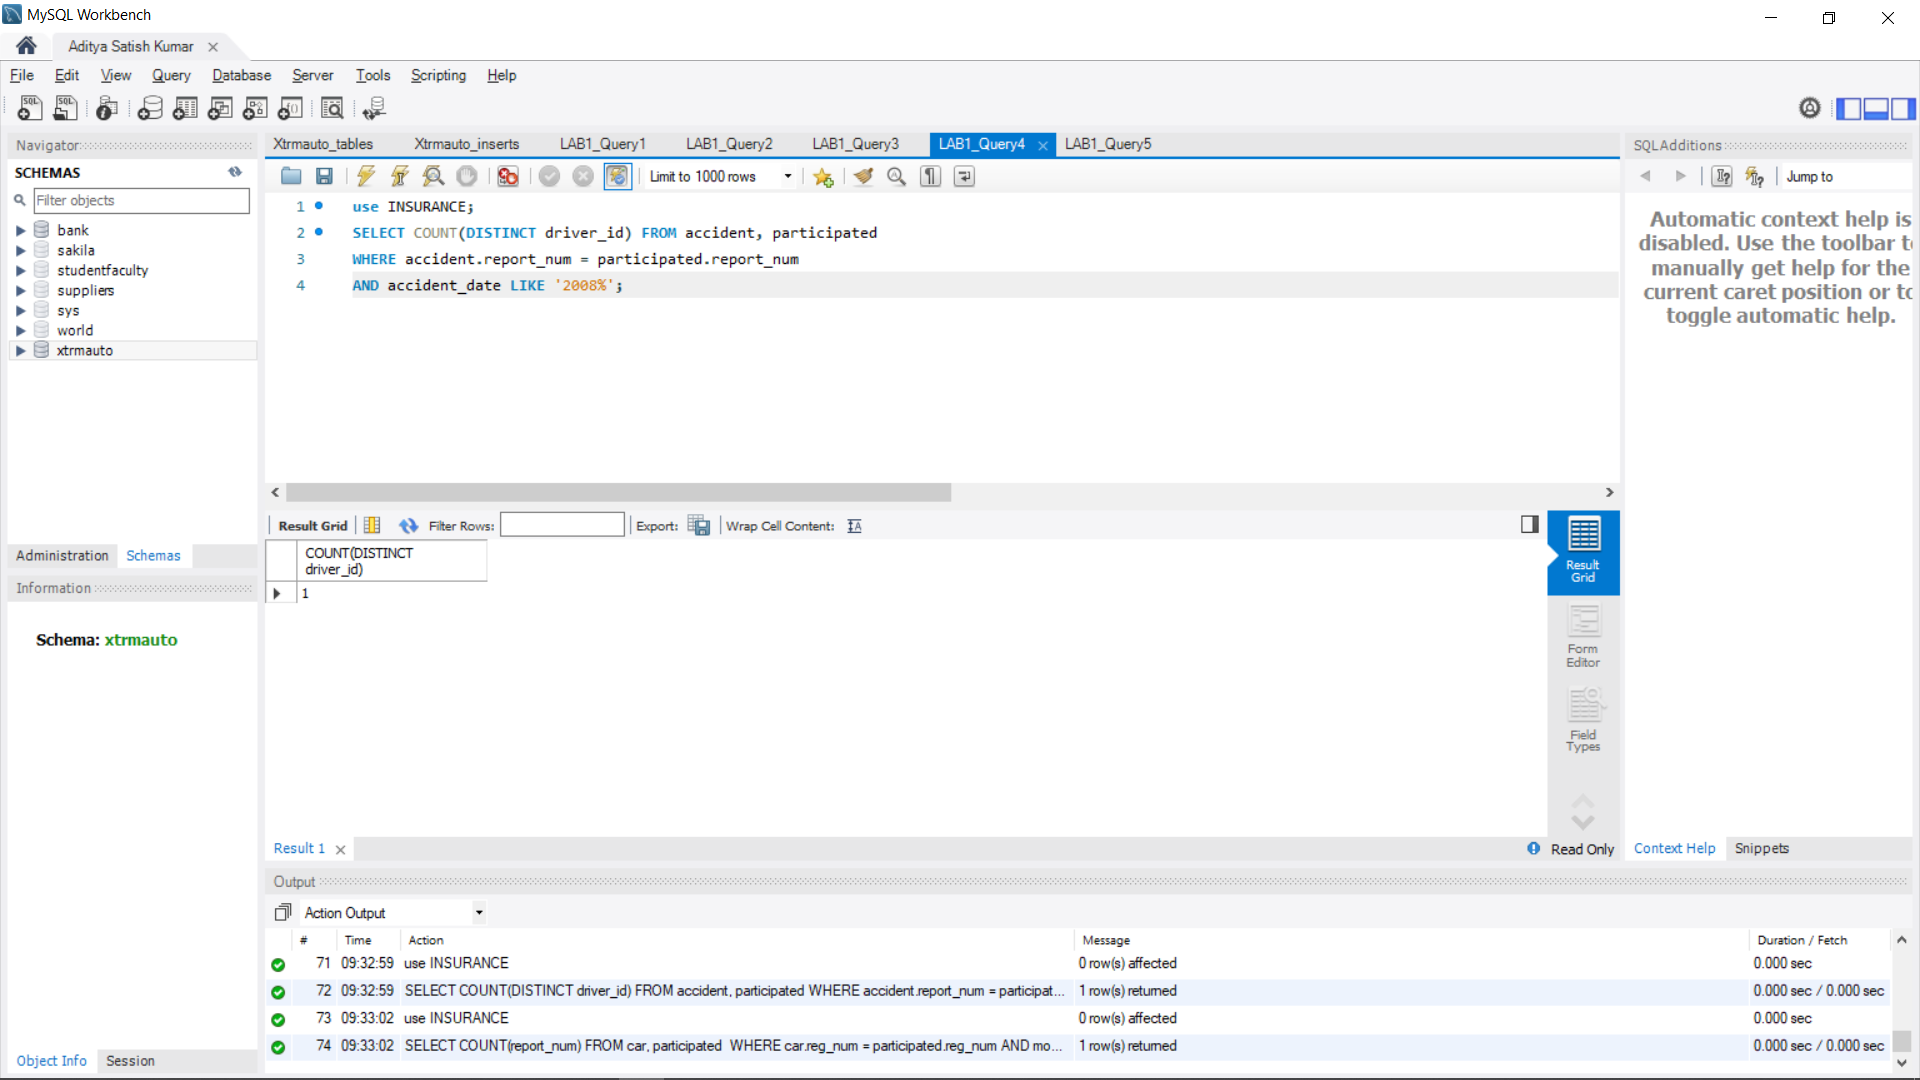 MySQL Workbench
Aditya Satish Kumar
File Edit View Query Database Server Tools Scripting Help
Navigator
SCHEMAS
Filter objects
bank
sakila
studentfaculty
suppliers
sys
world
xtrmauto
Administration Schemas
Information
Schema: xtrmauto
Object Info Session
Xtrmauto_tables Xtrmauto_inserts LAB1_Query1 LAB1_Query2 LAB1_Query3 LAB1_Query4 LAB1_Query5
Limit to 1000 rows
1 use INSURANCE;
2 SELECT COUNT(DISTINCT driver_id) FROM accident, participated
3 WHERE accident.report_num = participated.report_num
4 AND accident_date LIKE '2008%';
Result Grid Filter Rows: Export: Wrap Cell Content:
COUNT(DISTINCT
driver_id)
1
Result
Grid
Form
Editor
Field
Types
Result 1 Read Only
SQLAdditions
Jump to
Automatic context help is
disabled. Use the toolbar t
manually get help for the
current caret position or to
toggle automatic help.
Context Help Snippets
Output
Action Output
# Time Action Message Duration / Fetch
71 09:32:59 use INSURANCE 0 row(s) affected 0.000 sec
72 09:32:59 SELECT COUNT(DISTINCT driver_id) FROM accident, participated WHERE accident.report_num = participat... 1 row(s) returned 0.000 sec / 0.000 sec
73 09:33:02 use INSURANCE 0 row(s) affected 0.000 sec
74 09:33:02 SELECT COUNT(report_num) FROM car, participated WHERE car.reg_num = participated.reg_num AND mo... 1 row(s) returned 0.000 sec / 0.000 sec